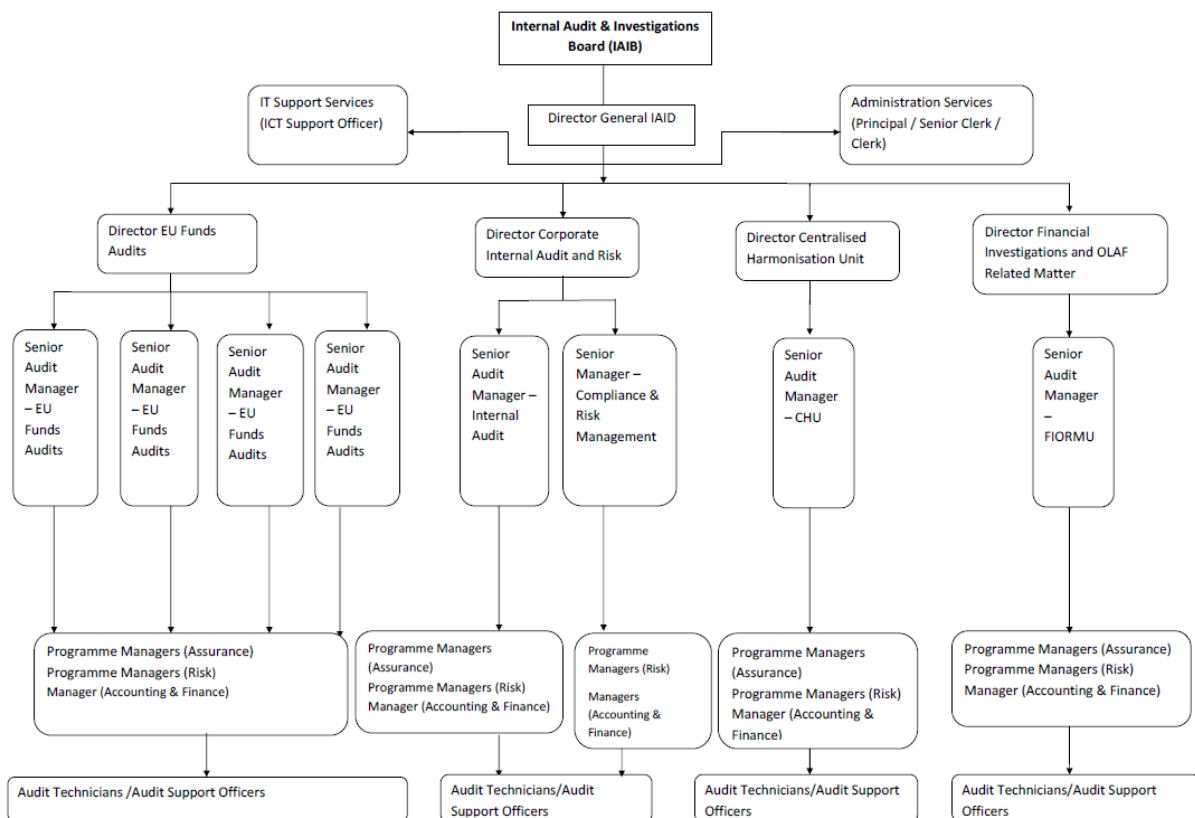 Internal Audit & Investigations
Board (IAIB)
IT Support Services
(ICT Support Officer)
Director General IAID
Administration Services
(Principal / Senior Clerk /
Clerk)
Director EU Funds
Audits
Director Corporate
Internal Audit and Risk
Director Centralised
Harmonisation Unit
Director Financial
Investigations and OLAF
Related Matter
Senior
Audit
Manager
– EU
Funds
Audits
Senior
Audit
Manager
– EU
Funds
Audits
Senior
Audit
Manager
– EU
Funds
Audits
Senior
Audit
Manager
– EU
Funds
Audits
Senior
Audit
Manager –
Internal
Audit
Senior
Manager –
Compliance &
Risk
Management
Senior
Audit
Manager
– CHU
Senior
Audit
Manager
–
FIORMU
Programme Managers (Assurance)
Programme Managers (Risk)
Manager (Accounting & Finance)
Programme Managers
(Assurance)
Programme Managers (Risk)
Manager (Accounting & Finance)
Programme
Managers (Risk)
Managers
(Accounting &
Finance)
Programme Managers
(Assurance)
Programme Managers (Risk)
Manager (Accounting &
Finance)
Programme Managers (Assurance)
Programme Managers (Risk)
Manager (Accounting & Finance)
Audit Technicians /Audit Support Officers
Audit Technicians/Audit
Support Officers
Audit Technicians/Audit Support
Officers
Audit Technicians/Audit Support
Officers